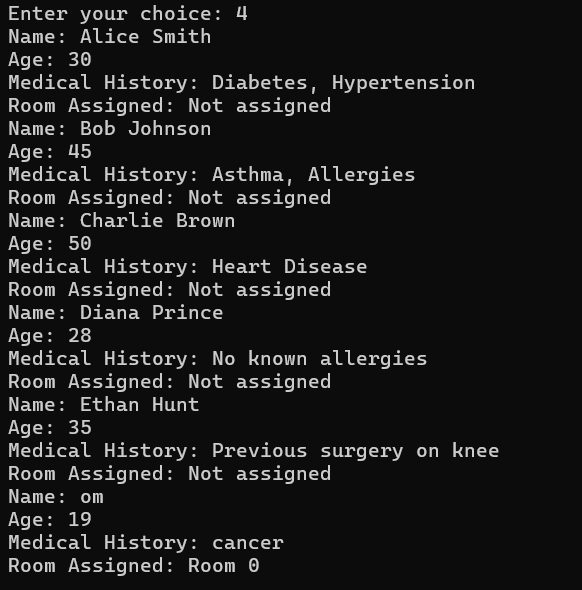 Enter your choice: 4
Name: Alice Smith
Age: 30
Medical History: Diabetes, Hypertension
Room Assigned: Not assigned
Name: Bob Johnson
Age: 45
Medical History: Asthma, Allergies
Room Assigned: Not assigned
Name: Charlie Brown
Age: 50
Medical History: Heart Disease
Room Assigned: Not assigned
Name: Diana Prince
Age: 28
Medical History: No known allergies
Room Assigned: Not assigned
Name: Ethan Hunt
Age: 35
Medical History: Previous surgery on knee
Room Assigned: Not assigned
Name: om
Age: 19
Medical History: cancer
Room Assigned: Room 0